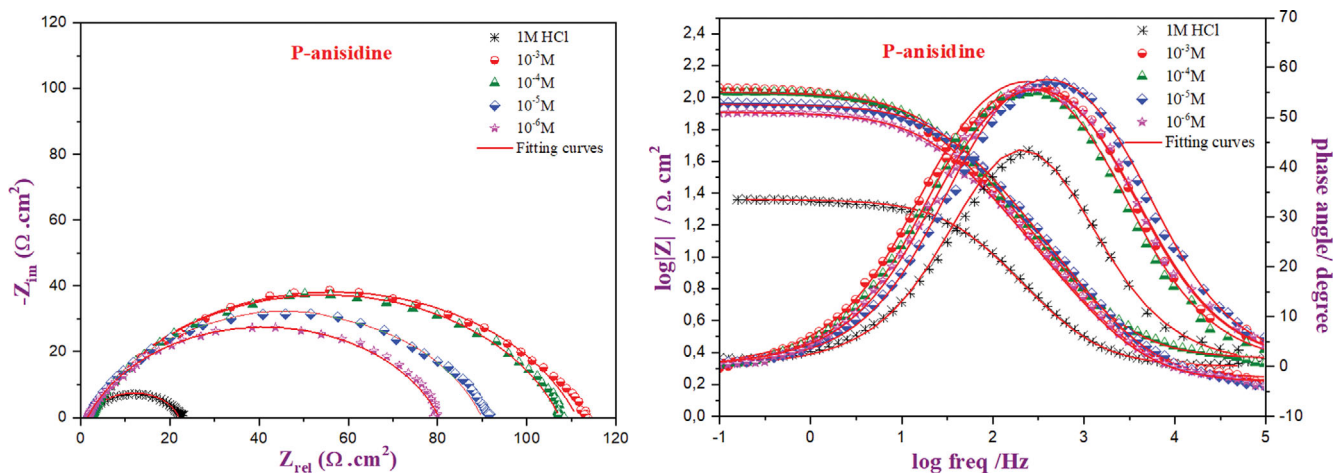 P-anisidine
1M HCl
10⁻³M
10⁻⁴M
10⁻⁵M
10⁻⁶M
Fitting curves
120
100
80
60
40
20
0
-Z_im (Ω .cm²)
0 20 40 60 80 100 120
Z_rel (Ω .cm²)
P-anisidine
1M HCl
10⁻³M
10⁻⁴M
10⁻⁵M
10⁻⁶M
Fitting curves
2,4
2,2
2,0
1,8
1,6
1,4
1,2
1,0
0,8
0,6
0,4
0,2
0,0
log|Z| / Ω. cm²
-1 0 1 2 3 4 5
log freq /Hz
70
60
50
40
30
20
10
0
-10
phase angle/ degree